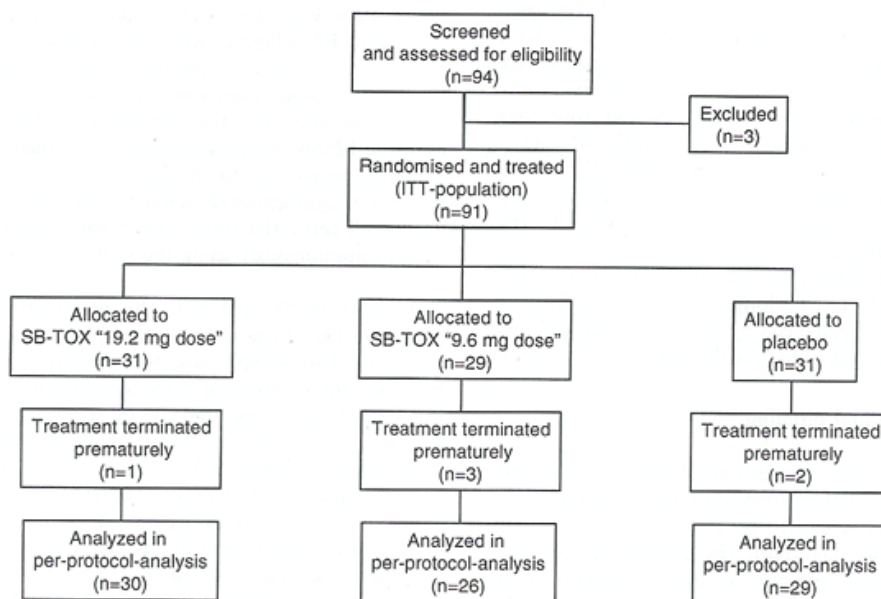 Screened
and assessed for eligibility
(n=94)
Excluded
(n=3)
Randomised and treated
(ITT-population)
(n=91)
Allocated to
SB-TOX “19.2 mg dose”
(n=31)
Allocated to
SB-TOX “9.6 mg dose”
(n=29)
Allocated to
placebo
(n=31)
Treatment terminated
prematurely
(n=1)
Treatment terminated
prematurely
(n=3)
Treatment terminated
prematurely
(n=2)
Analyzed in
per-protocol-analysis
(n=30)
Analyzed in
per-protocol-analysis
(n=26)
Analyzed in
per-protocol-analysis
(n=29)